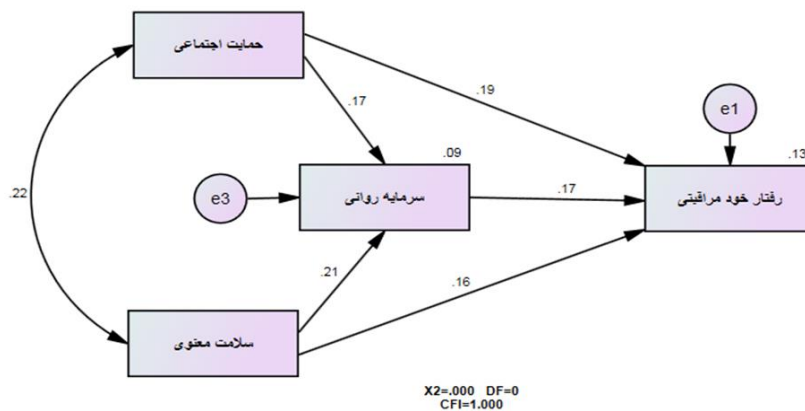 حمایت اجتماعی
.19
e1
.17
.09
.13
.22
e3
سرمایه روانی
.17
رفتار خود مراقبتی
.21
.16
سلامت معنوی
X2=.000 DF=0
CFI=1.000